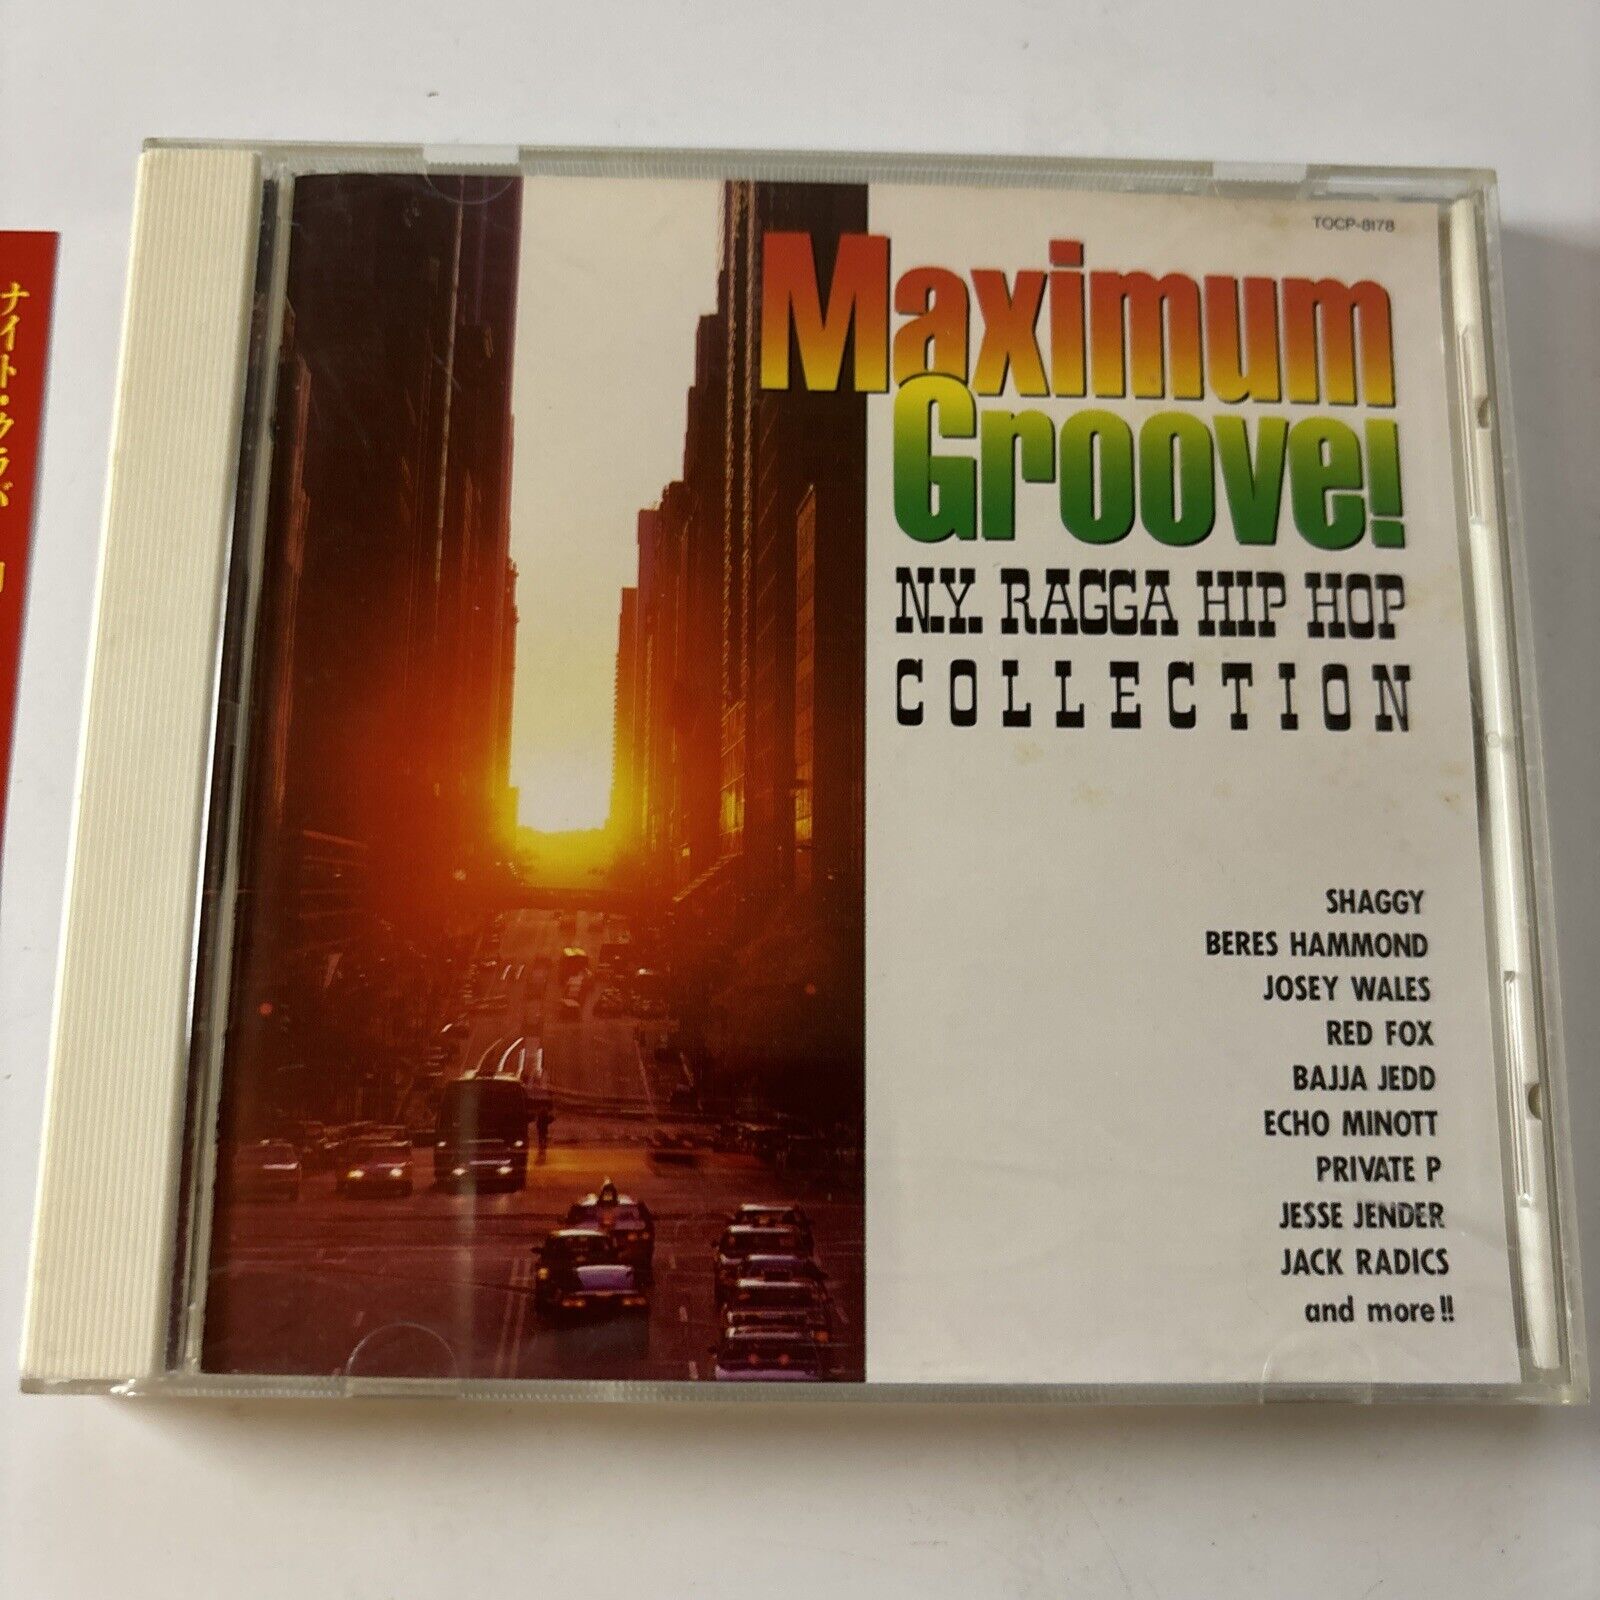 ナイト・クラバ
TOCP-8178
Maximum
Groove!
N.Y. RAGGA HIP HOP
COLLECTION
SHAGGY
BERES HAMMOND
JOSEY WALES
RED FOX
BAJJA JEDD
ECHO MINOTT
PRIVATE P
JESSE JENDER
JACK RADICS
and more!!